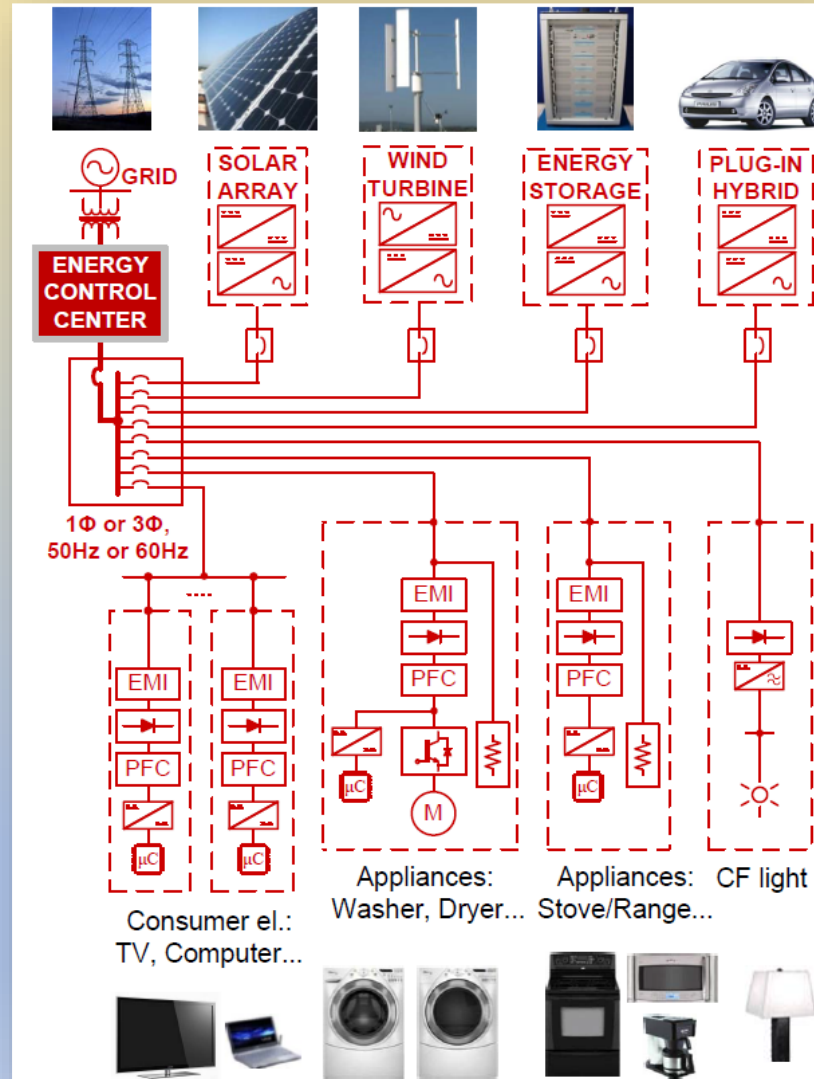 GRID
SOLAR
ARRAY
WIND
TURBINE
ENERGY
STORAGE
PLUG-IN
HYBRID
ENERGY
CONTROL
CENTER
1Φ or 3Φ,
50Hz or 60Hz
EMI
PFC
μC
EMI
PFC
μC
EMI
PFC
μC
M
EMI
PFC
μC
Consumer el.:
TV, Computer...
Appliances:
Washer, Dryer...
Appliances:
Stove/Range...
CF light